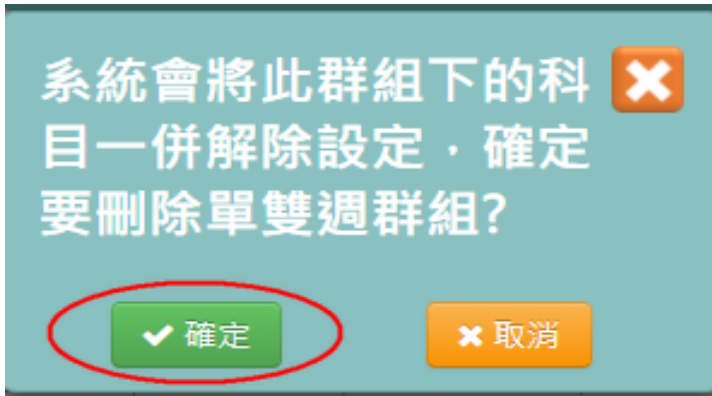 系統會將此群組下的科
目一併解除設定，確定
要刪除單雙週群組?
確定
取消